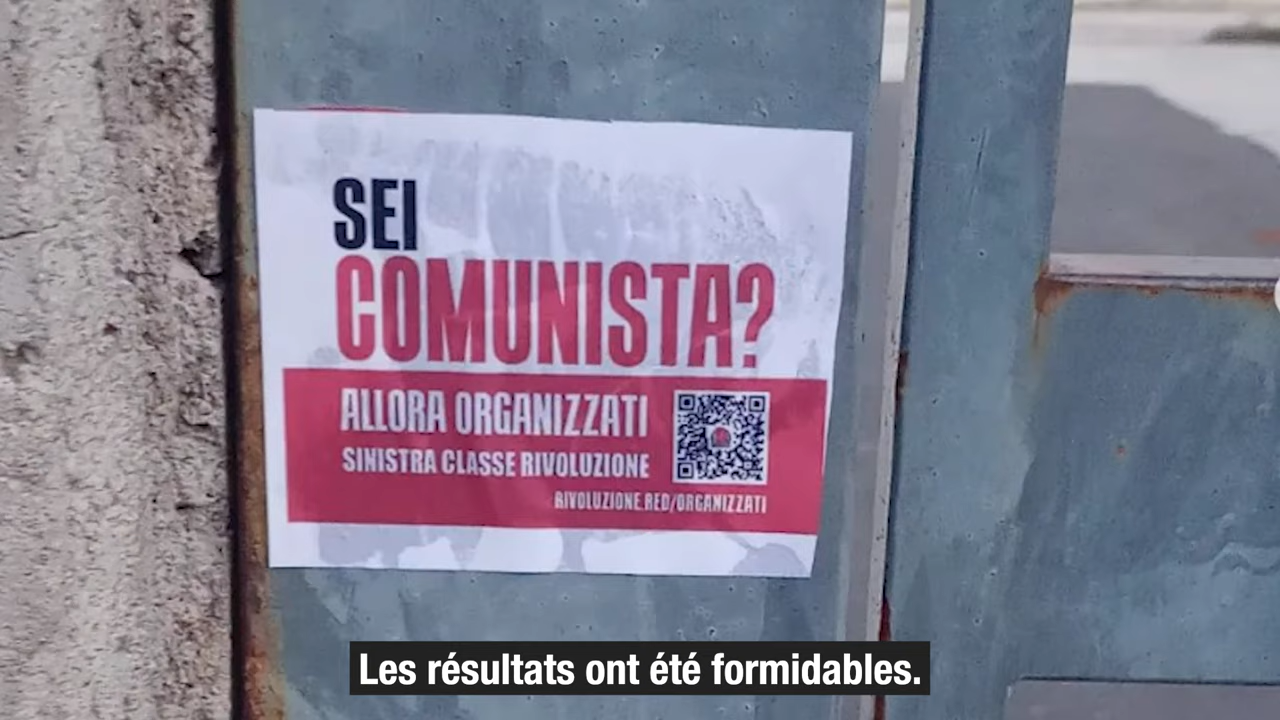 SEI
COMUNISTA?
ALLORA ORGANIZZATI
SINISTRA CLASSE RIVOLUZIONE
RIVOLUZIONE.RED/ORGANIZZATI
Les résultats ont été formidables.